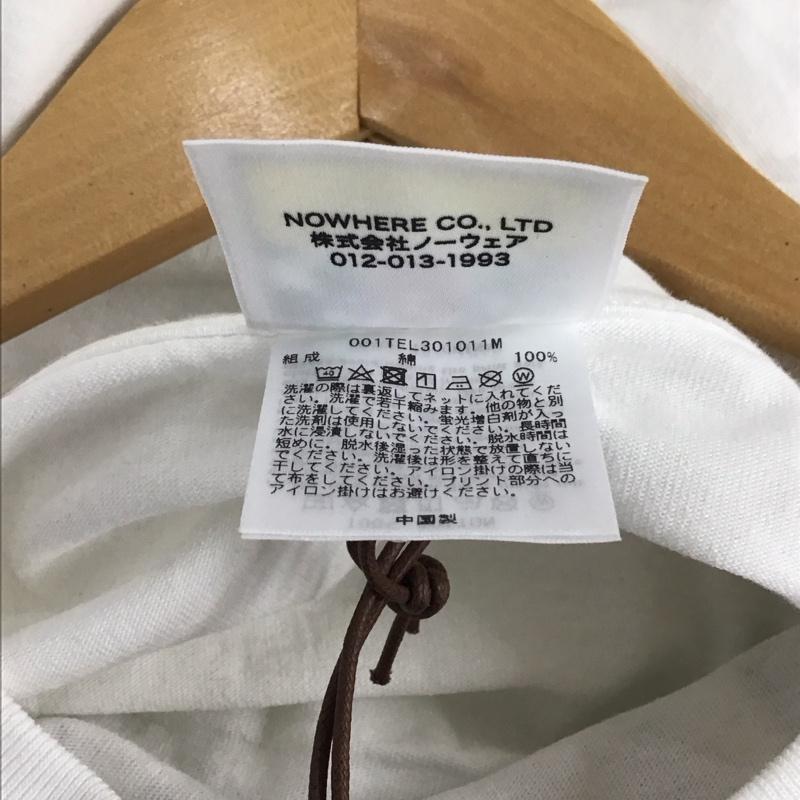 NOWHERE CO., LTD
株式会社ノーウェア
012-013-1993
001TEL301011M
組成 綿 100%
40 W
洗濯の際は裏返してネットに入れてくだ
さい。洗濯で若干縮みます。他の物と別
に洗濯してください。蛍光増白剤が入っ
た洗剤は使用しないでください。長時間
水に浸漬しないでください。脱水時間は
短めに。脱水後湿った状態で放置しない
でください。洗濯後は形を整えて直ちに
干してください。アイロン掛けの際は当
て布をしてください。プリント部分への
アイロン掛けはお避けください。
中国製